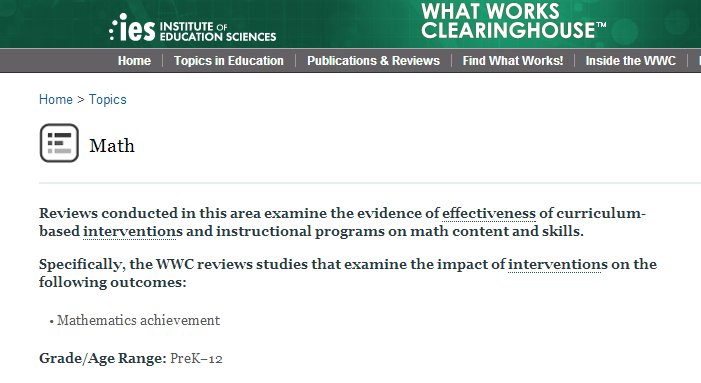 ies INSTITUTE OF
EDUCATION SCIENCES
WHAT WORKS
CLEARINGHOUSE™
Home | Topics in Education | Publications & Reviews | Find What Works! | Inside the WWC |
Home > Topics
Math
Reviews conducted in this area examine the evidence of effectiveness of curriculum-
based interventions and instructional programs on math content and skills.
Specifically, the WWC reviews studies that examine the impact of interventions on the
following outcomes:
• Mathematics achievement
Grade/Age Range: PreK–12